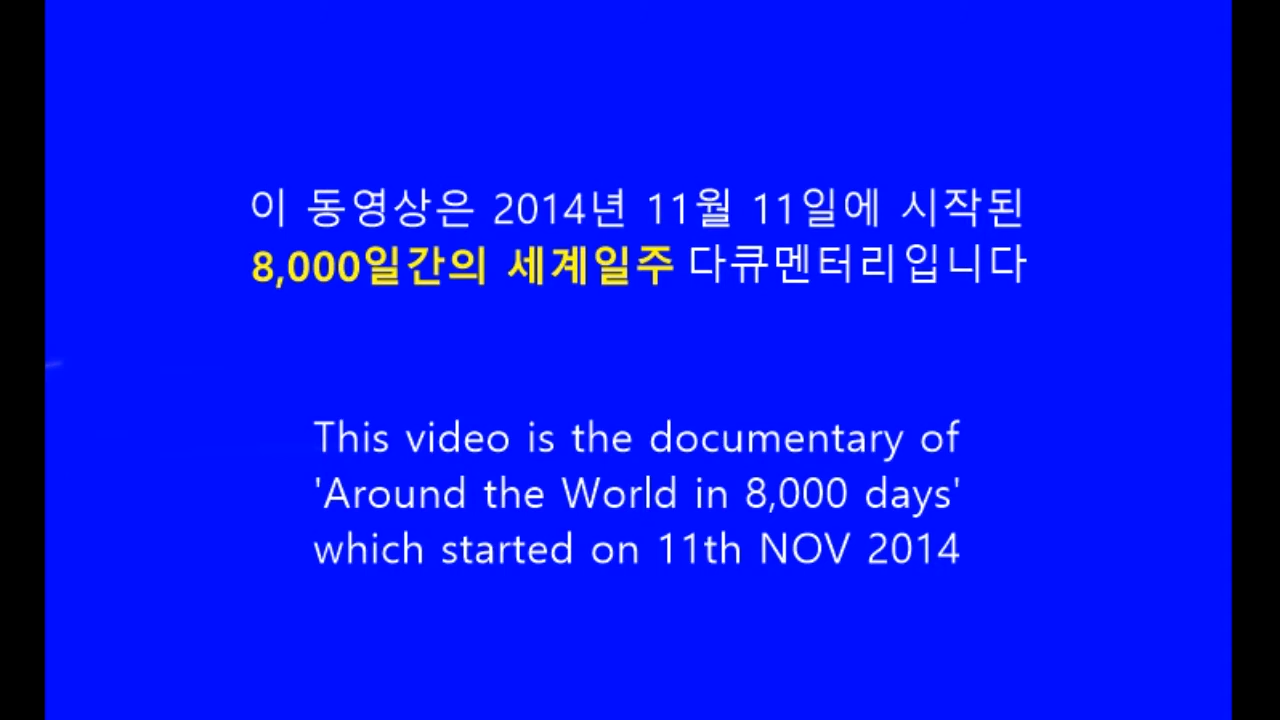 이 동영상은 2014년 11월 11일에 시작된
8,000일간의 세계일주 다큐멘터리입니다
This video is the documentary of
'Around the World in 8,000 days'
which started on 11th NOV 2014